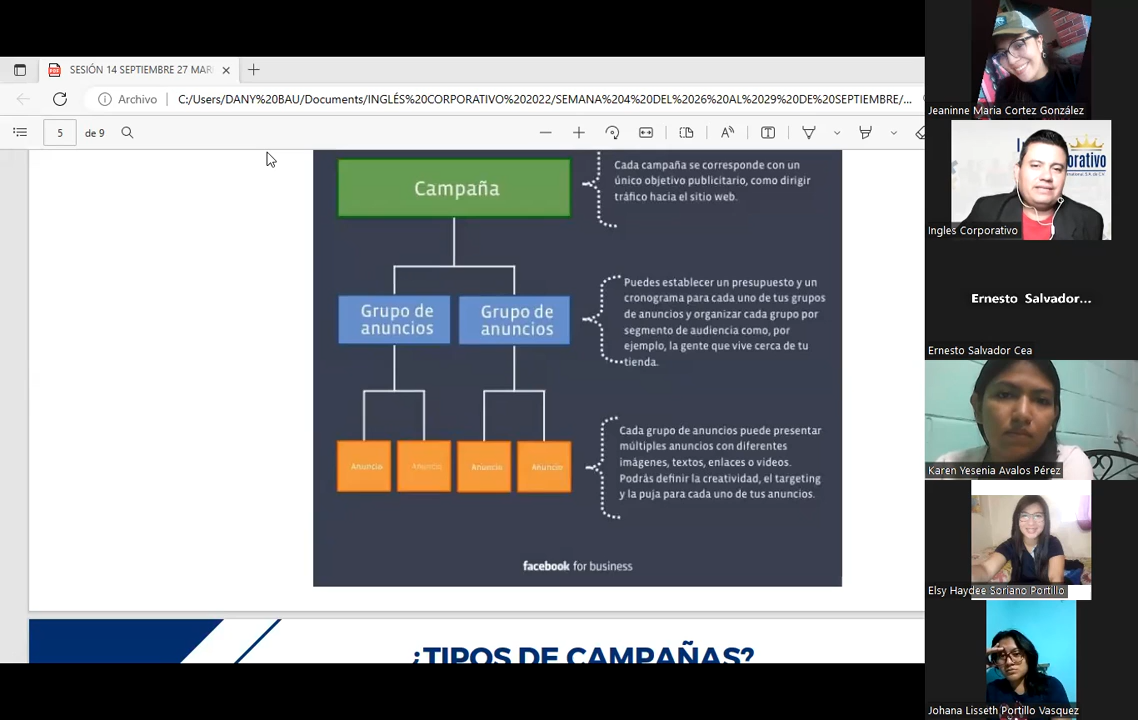 SESIÓN 14 SEPTIEMBRE 27 MAR
Archivo
C:/Users/DANY%20BAU/Documents/INGLÉS%20CORPORATIVO%202022/SEMANA%204%20DEL%2026%20AL%2029%20DE%20SEPTIEMBRE/...
5 de 9
Campaña
Cada campaña se corresponde con un
único objetivo publicitario, como dirigir
tráfico hacia el sitio web.
Grupo de
anuncios
Grupo de
anuncios
Puedes establecer un presupuesto y un
cronograma para cada uno de tus grupos
de anuncios y organizar cada grupo por
segmento de audiencia como, por
ejemplo, la gente que vive cerca de tu
tienda.
Anuncio
Anuncio
Anuncio
Anuncio
Cada grupo de anuncios puede presentar
múltiples anuncios con diferentes
imágenes, textos, enlaces o videos.
Podrás definir la creatividad, el targeting
y la puja para cada uno de tus anuncios.
facebook for business
¿TIPOS DE CAMPAÑAS?
Jeaninne Maria Cortez González
orativo
Ingles Corporativo
Ernesto Salvador...
Ernesto Salvador Cea
Karen Yesenia Avalos Pérez
Elsy Haydee Soriano Portillo
Johana Lisseth Portillo Vasquez